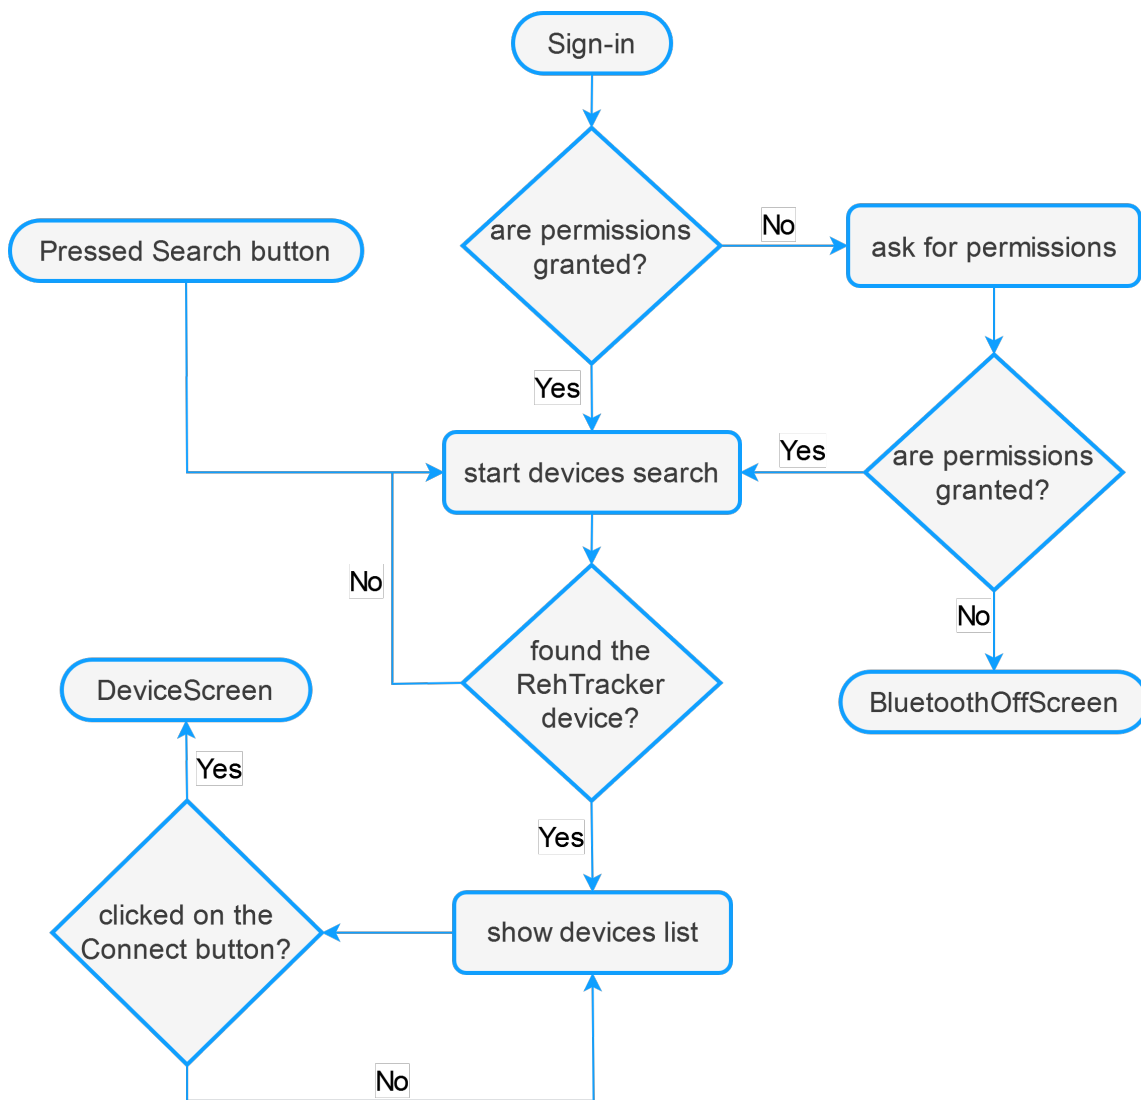 Sign-in
are permissions
granted?
No
ask for permissions
Pressed Search button
Yes
start devices search
Yes
are permissions
granted?
No
No
found the
RehTracker
device?
DeviceScreen
BluetoothOffScreen
Yes
Yes
clicked on the
Connect button?
show devices list
No